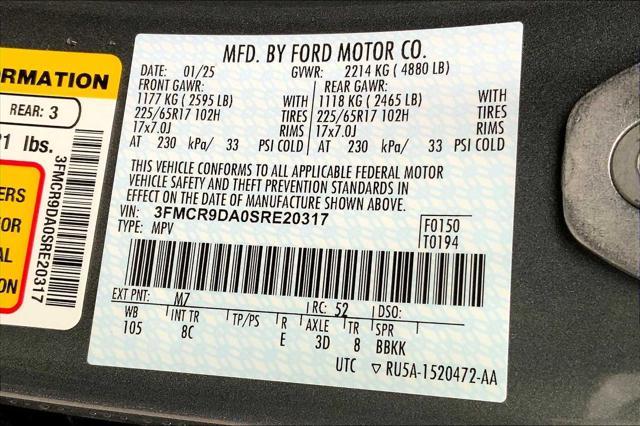 ORMATION
REAR: 3
1 lbs.
ERS
OR
AL
ON
3FMCR9DA0SRE20317
MFD. BY FORD MOTOR CO.
DATE: 01/25 GVWR: 2214 KG ( 4880 LB)
FRONT GAWR: REAR GAWR:
1177 KG ( 2595 LB) WITH 1118 KG ( 2465 LB) WITH
225/65R17 102H TIRES 225/65R17 102H TIRES
17x7.0J RIMS 17x7.0J RIMS
AT 230 kPa/ 33 PSI COLD AT 230 kPa/ 33 PSI COLD
THIS VEHICLE CONFORMS TO ALL APPLICABLE FEDERAL MOTOR
VEHICLE SAFETY AND THEFT PREVENTION STANDARDS IN
EFFECT ON THE DATE OF MANUFACTURE SHOWN ABOVE.
VIN: 3FMCR9DA0SRE20317 F0150
TYPE: MPV T0194
EXT PNT: M7 RC: 52 DSO:
WB INT TR TP/PS R AXLE TR SPR
105 8C E 3D 8 BBKK
UTC ▽ RU5A-1520472-AA